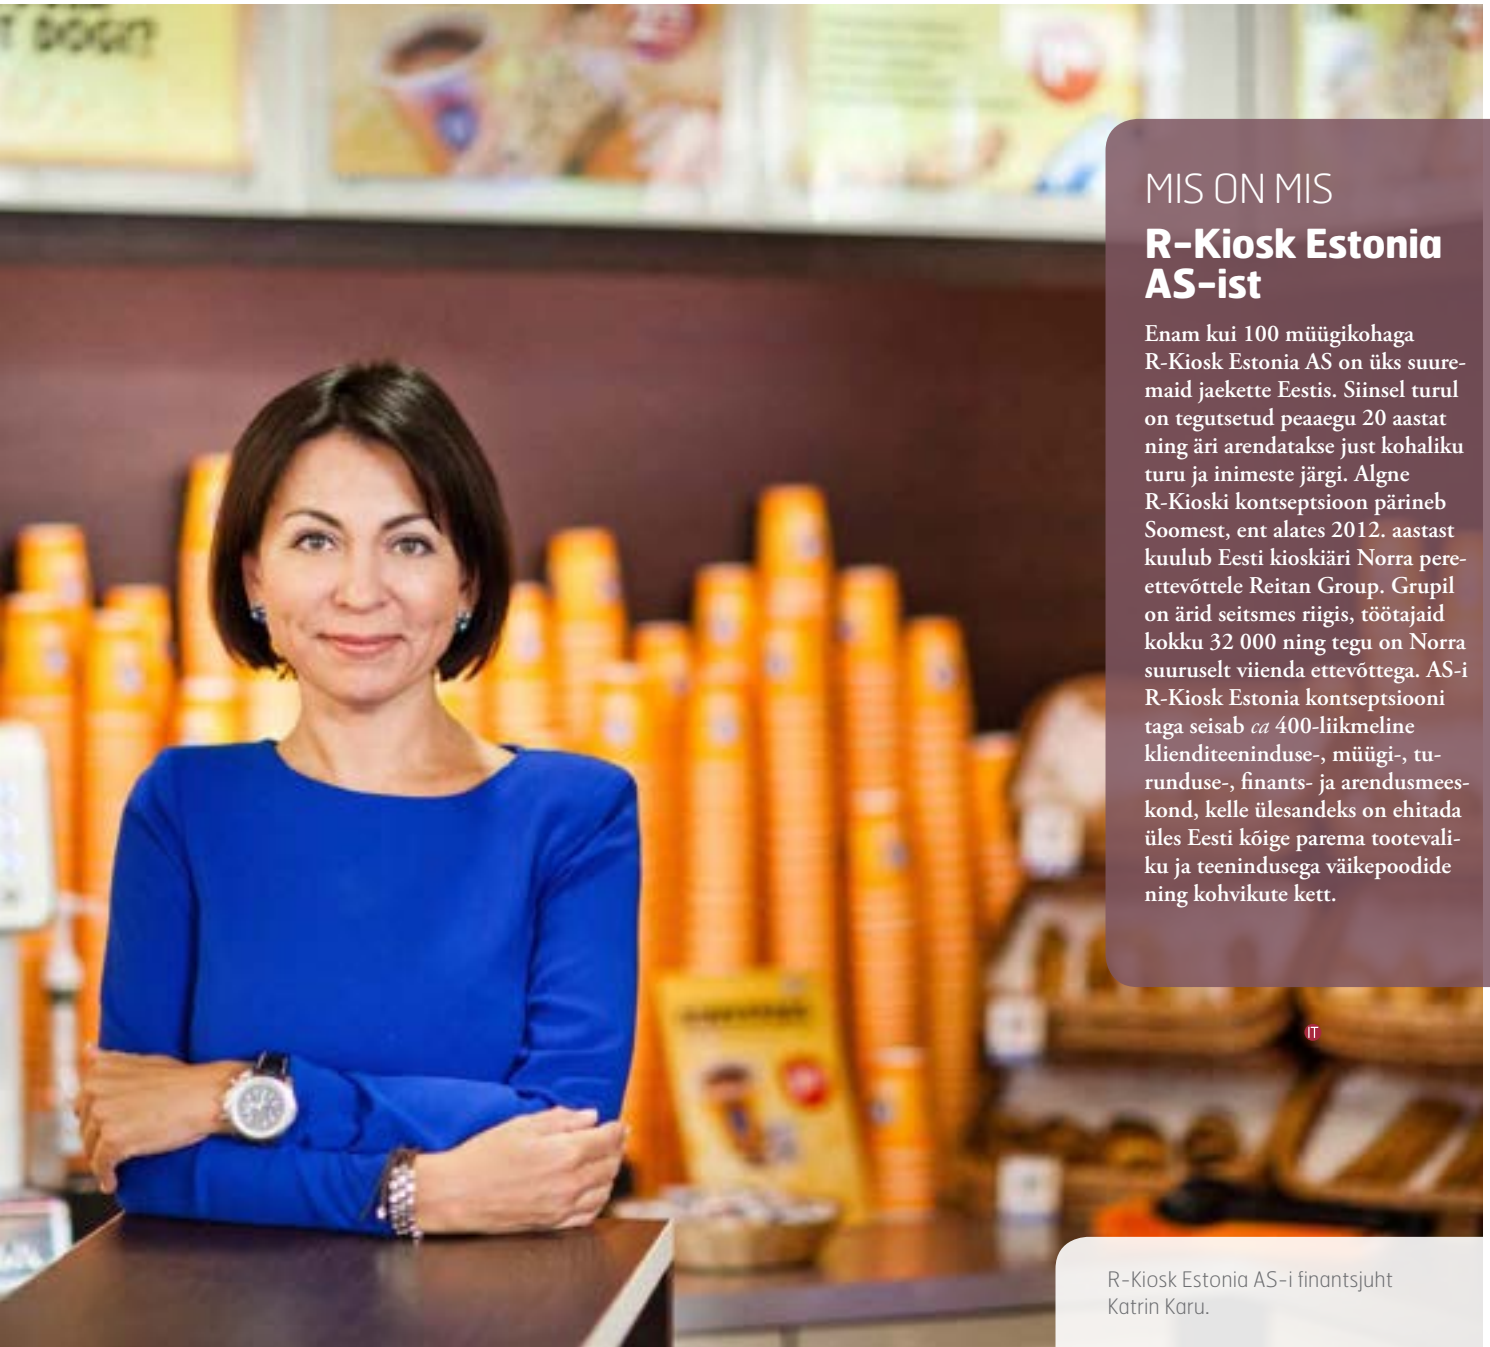 T DOGI?
MIS ON MIS
R-Kiosk Estonia
AS-ist
Enam kui 100 müügikohaga
R-Kiosk Estonia AS on üks suure-
maid jaekette Eestis. Siinsel turul
on tegutsetud peaaegu 20 aastat
ning äri arendatakse just kohaliku
turu ja inimeste järgi. Algne
R-Kioski kontseptsioon pärineb
Soomest, ent alates 2012. aastast
kuulub Eesti kioskiäri Norra pere-
ettevõttele Reitan Group. Grupil
on ärid seitsmes riigis, töötajaid
kokku 32 000 ning tegu on Norra
suuruselt viienda ettevõttega. AS-i
R-Kiosk Estonia kontseptsiooni
taga seisab ca 400-liikmeline
klienditeeninduse-, müügi-, tu-
runduse-, finants- ja arendusmees-
kond, kelle ülesandeks on ehitada
üles Eesti kõige parema tootevali-
ku ja teenindusega väikepoodide
ning kohvikute kett.
IT
R-Kiosk Estonia AS-i finantsjuht
Katrin Karu.